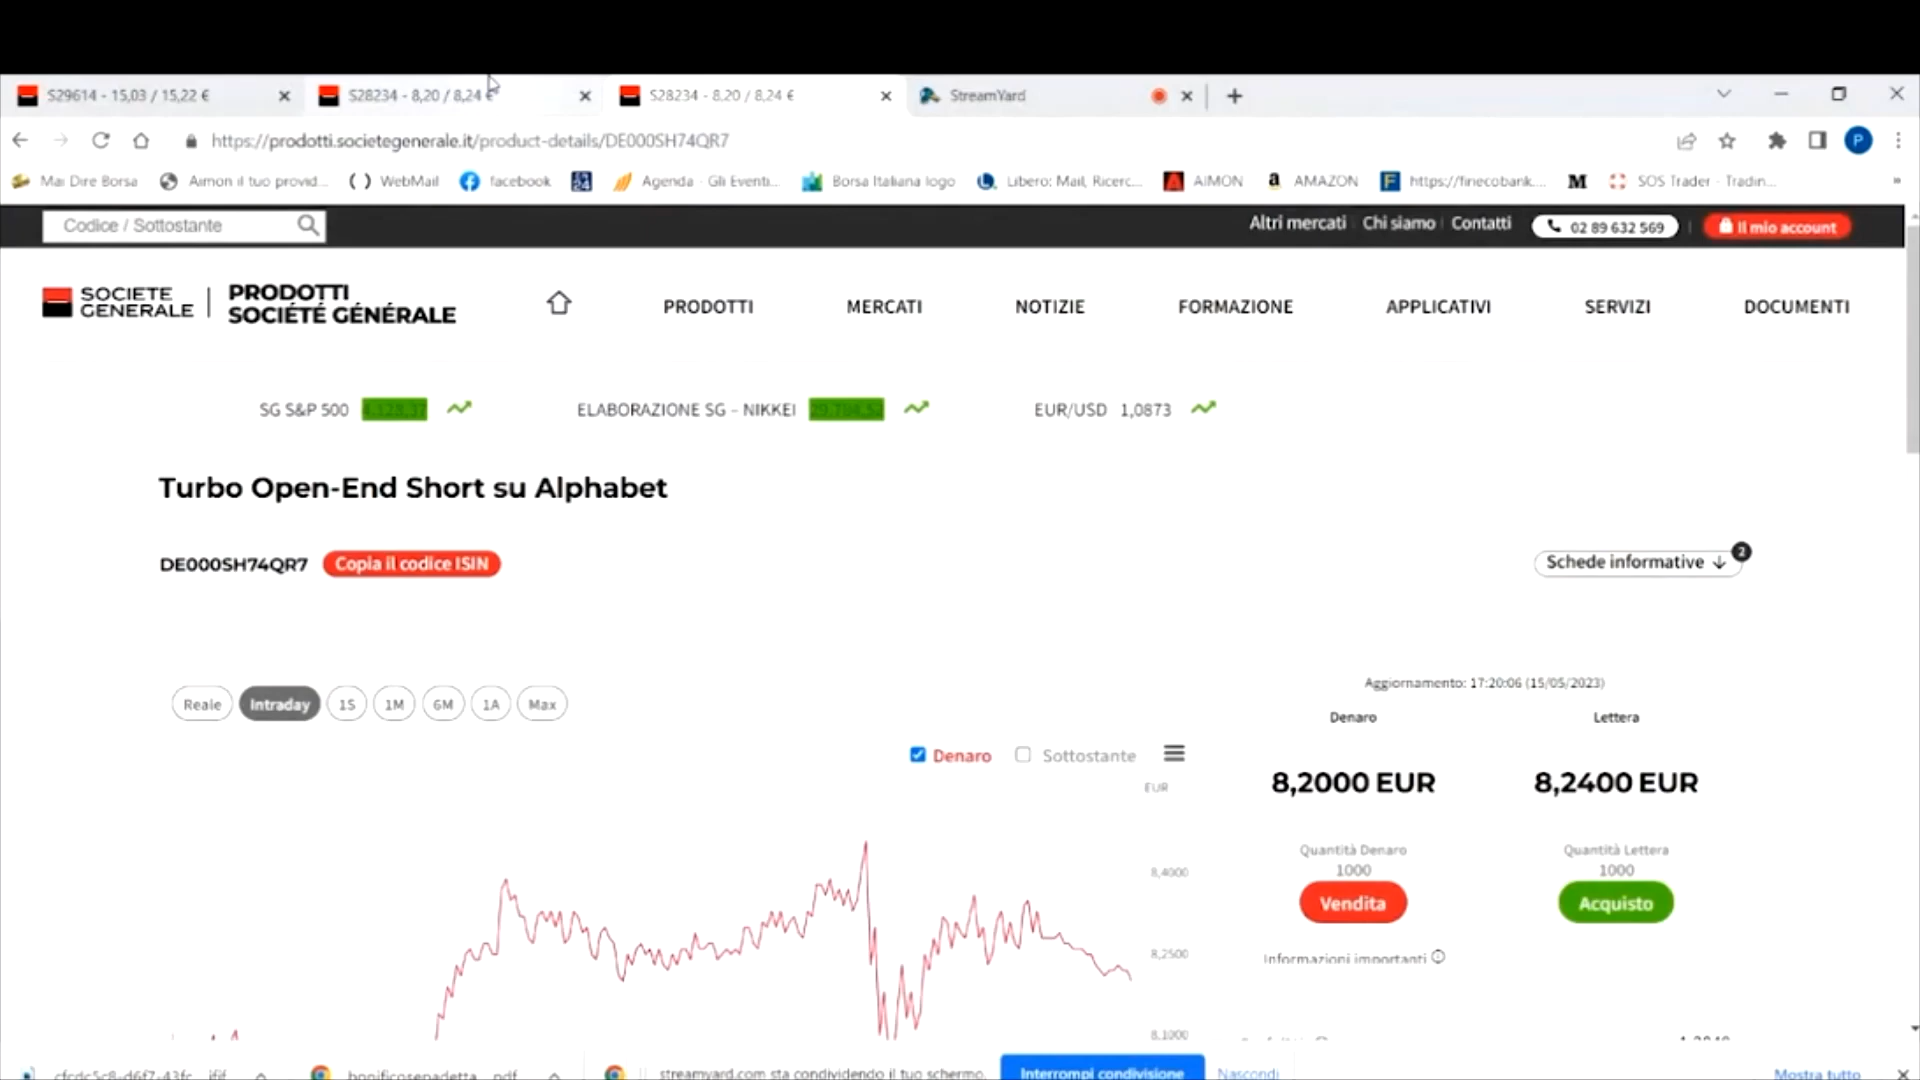 S29614 - 15,03 / 15,22 €
S28234 - 8,20 / 8,24 €
S28234 - 8,20 / 8,24 €
StreamYard
https://prodotti.societegenerale.it/product-details/DE000SH74QR7
P
Mai Dire Borsa
Aimon il tuo provid...
WebMail
facebook
Agenda - Gli Eventi...
Borsa Italiana logo
Libero: Mail, Ricerc...
AIMON
AMAZON
https://finecobank....
SOS Trader - Tradin...
Codice / Sottostante
Altri mercati
Chi siamo
Contatti
02 89 632 569
Il mio account
SOCIETE GENERALE
PRODOTTI
SOCIÉTÉ GÉNÉRALE
PRODOTTI
MERCATI
NOTIZIE
FORMAZIONE
APPLICATIVI
SERVIZI
DOCUMENTI
SG S&P 500
ELABORAZIONE SG - NIKKEI
EUR/USD 1,0873
Turbo Open-End Short su Alphabet
DE000SH74QR7
Copia il codice ISIN
Schede informative
2
Reale
Intraday
1S
1M
6M
1A
Max
Aggiornamento: 17:20:06 (15/05/2023)
Denaro
Lettera
Denaro
Sottostante
EUR
8,2000 EUR
8,2400 EUR
Quantità Denaro
1000
Quantità Lettera
1000
8,4000
Vendita
Acquisto
8,2500
Informazioni importanti
8,1000
streamyard.com sta condividendo il tuo schermo.
Interrompi condivisione
Nascondi
Mostra tutto